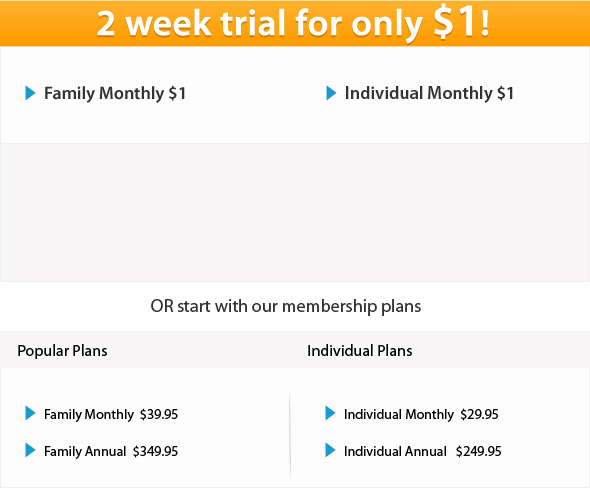 2 week trial for only $1!
Family Monthly $1
Individual Monthly $1
OR start with our membership plans
Popular Plans
Individual Plans
Family Monthly $39.95
Individual Monthly $29.95
Family Annual $349.95
Individual Annual $249.95